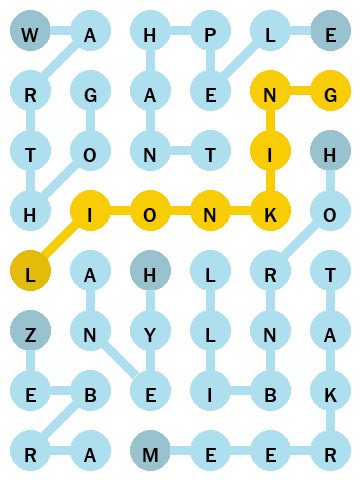 W A H P L E
R G A E N G
T O N T I H
H I O N K O
L A H L R T
Z N Y L N A
E B E I B K
R A M E E R